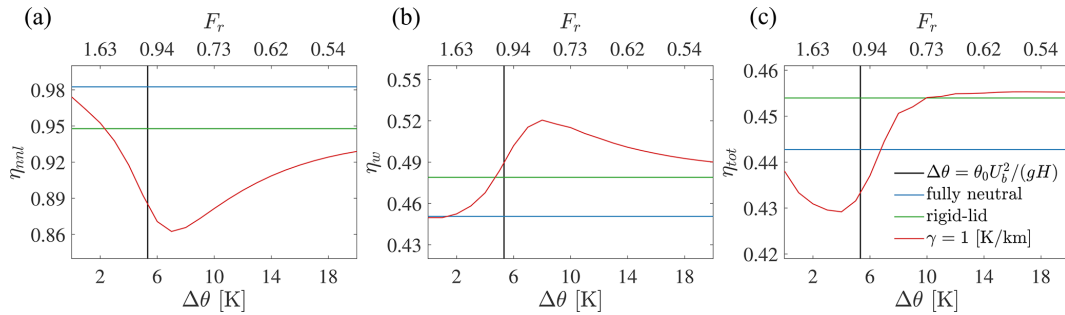 (a)
F_r
1.63 0.94 0.73 0.62 0.54
0.98
0.95
0.92
0.89
0.86
η_nnl
2 6 10 14 18
Δθ [K]
(b)
F_r
1.63 0.94 0.73 0.62 0.54
0.55
0.52
0.49
0.46
0.43
η_w
2 6 10 14 18
Δθ [K]
(c)
F_r
1.63 0.94 0.73 0.62 0.54
0.46
0.45
0.44
0.43
0.42
η_tot
Δθ = θ_0U_b^2/(gH)
fully neutral
rigid-lid
γ = 1 [K/km]
2 6 10 14 18
Δθ [K]